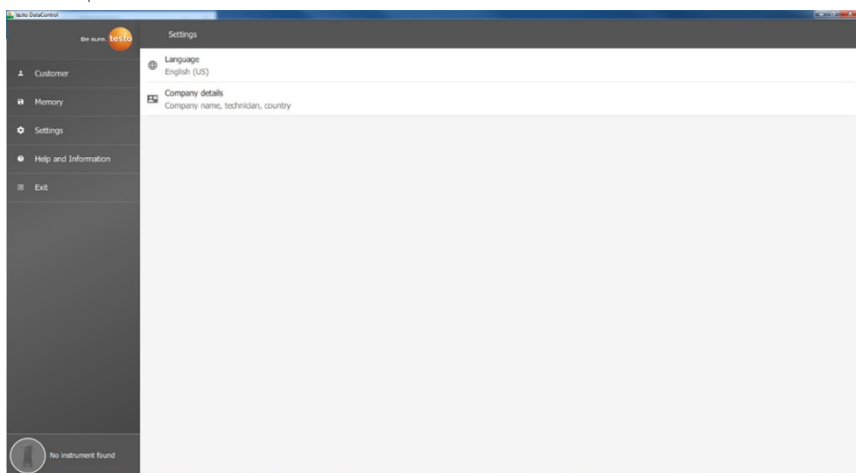 testo DataControl
Be sure. testo
Settings
Customer
Memory
Settings
Help and Information
Exit
Language
English (US)
Company details
Company name, technician, country
No instrument found